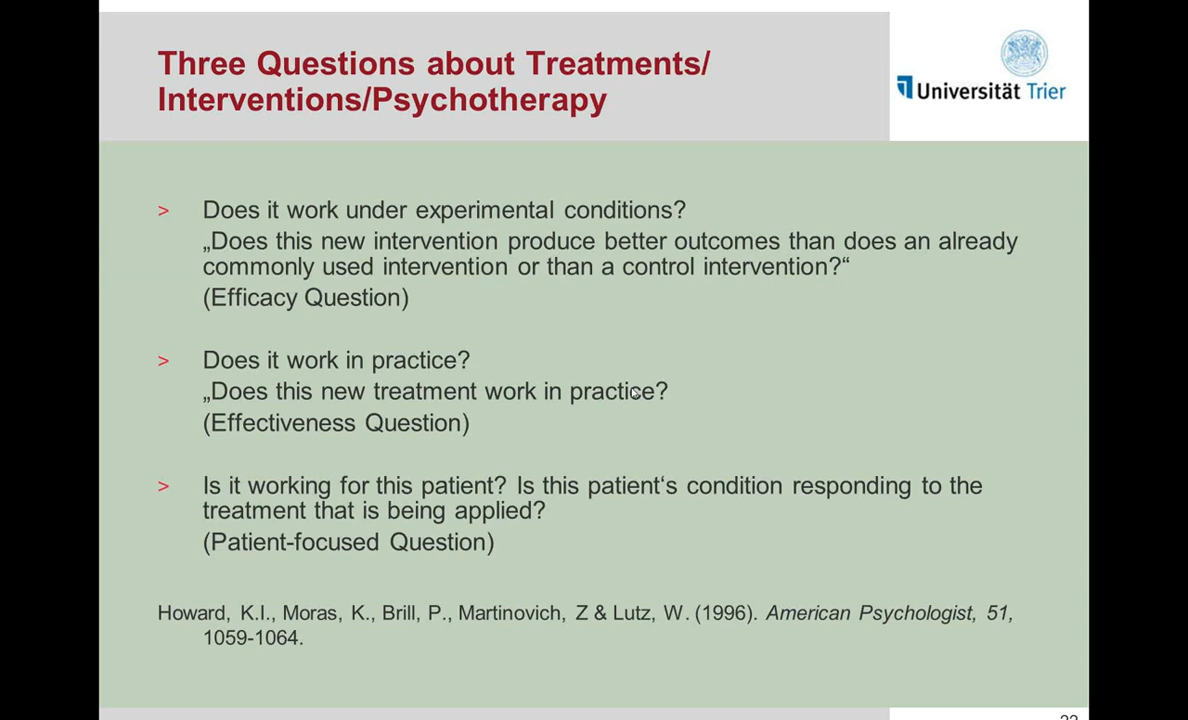 Three Questions about Treatments/
Interventions/Psychotherapy
Universität Trier
> Does it work under experimental conditions?
„Does this new intervention produce better outcomes than does an already
commonly used intervention or than a control intervention?“
(Efficacy Question)
> Does it work in practice?
„Does this new treatment work in practice?
(Effectiveness Question)
> Is it working for this patient? Is this patient‘s condition responding to the
treatment that is being applied?
(Patient-focused Question)
Howard, K.I., Moras, K., Brill, P., Martinovich, Z & Lutz, W. (1996). American Psychologist, 51,
1059-1064.